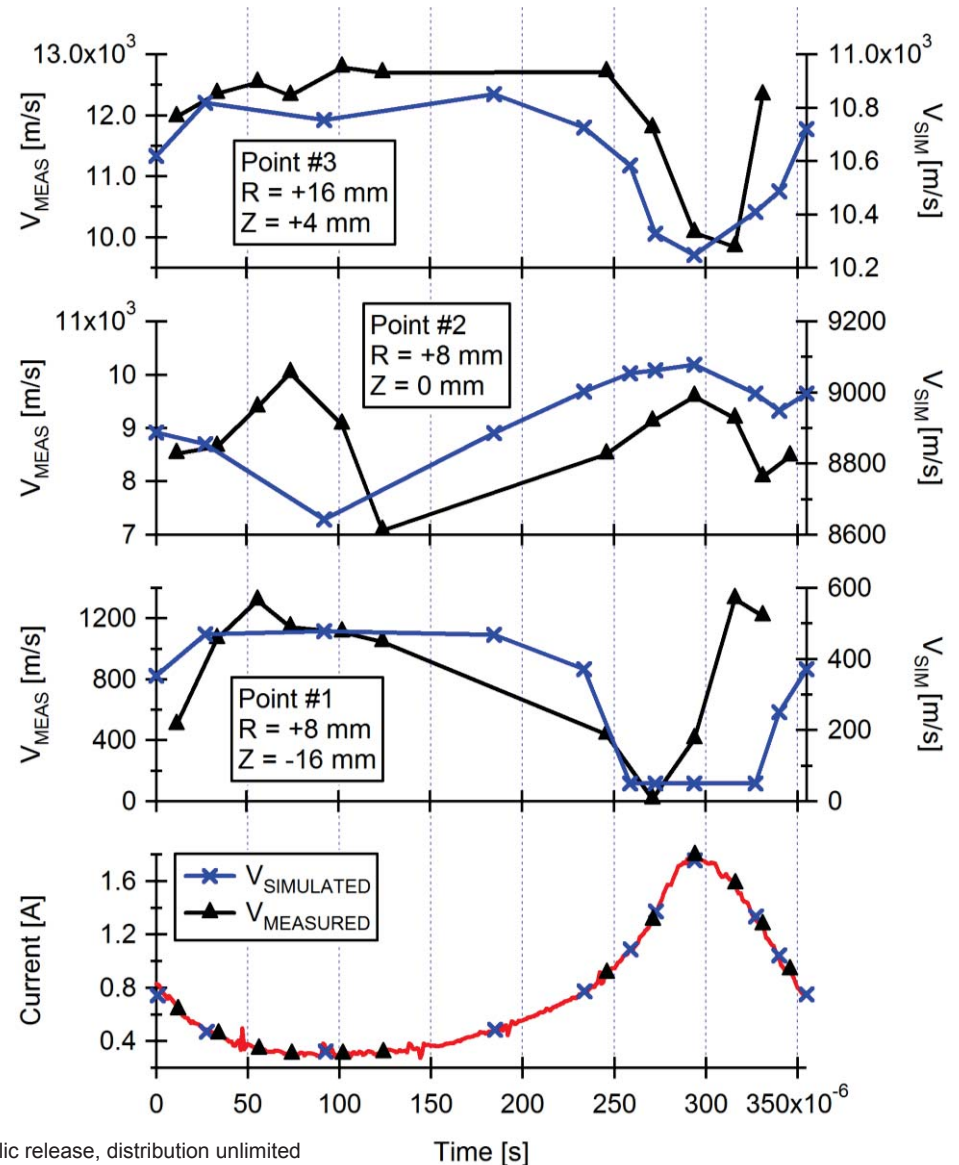 13.0x10³
12.0
11.0
10.0
V_MEAS [m/s]
11.0x10³
10.8
10.6
10.4
10.2
V_SIM [m/s]
Point #3
R = +16 mm
Z = +4 mm
11x10³
10
9
8
7
V_MEAS [m/s]
9200
9000
8800
8600
V_SIM [m/s]
Point #2
R = +8 mm
Z = 0 mm
1200
800
400
0
V_MEAS [m/s]
600
400
200
0
V_SIM [m/s]
Point #1
R = +8 mm
Z = -16 mm
1.6
1.2
0.8
0.4
Current [A]
V_SIMULATED
V_MEASURED
0 50 100 150 200 250 300 350x10⁻⁶
Time [s]
lic release, distribution unlimited